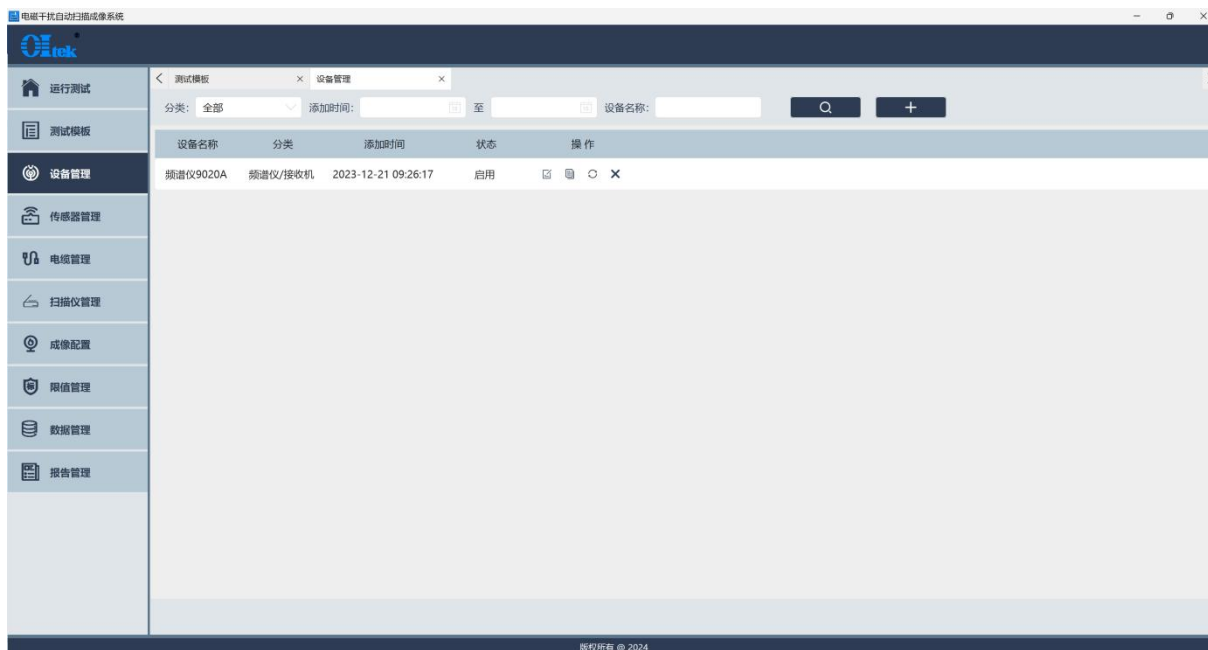 电磁干扰自动扫描成像系统
OItek
运行测试
测试模板
设备管理
传感器管理
电缆管理
扫描仪管理
成像配置
限值管理
数据管理
报告管理
测试模板 设备管理
分类: 全部 添加时间: 至 设备名称:
设备名称 分类 添加时间 状态 操作
频谱仪9020A 频谱仪/接收机 2023-12-21 09:26:17 启用
版权所有 @ 2024